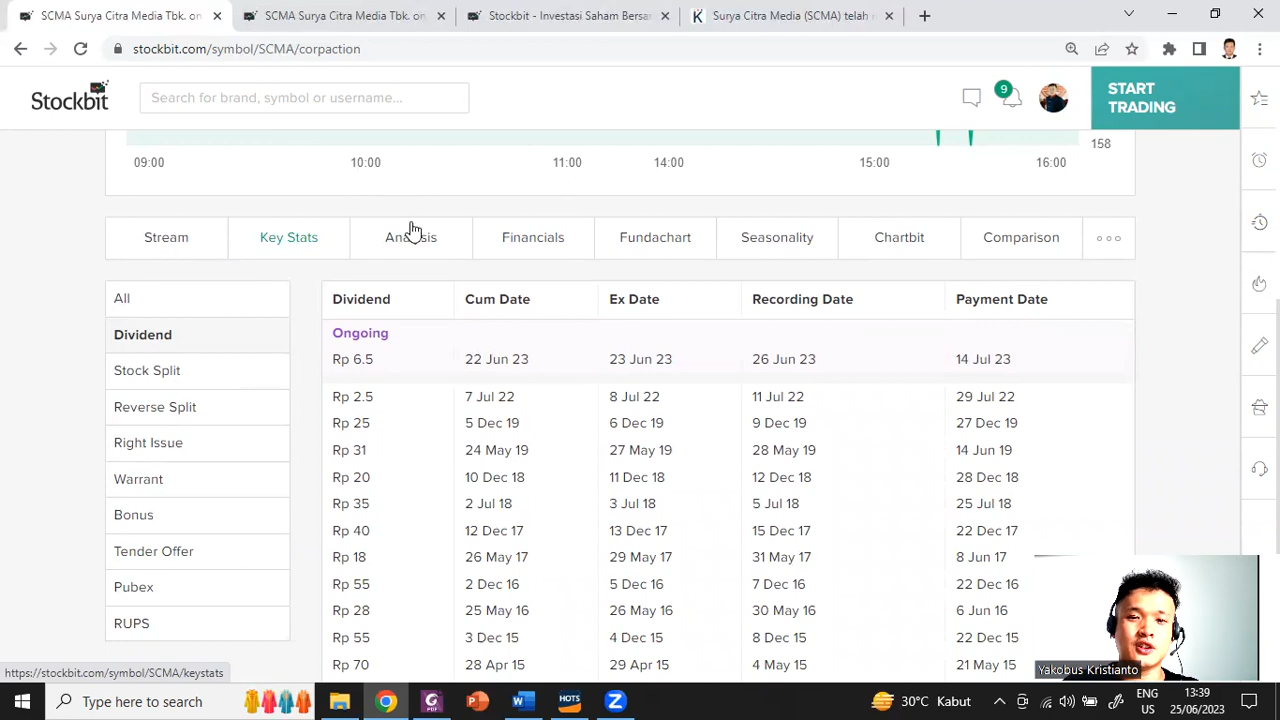 SCMA Surya Citra Media Tbk. on
SCMA Surya Citra Media Tbk. on
Stockbit - Investasi Saham Bersa
Surya Citra Media (SCMA) telah
stockbit.com/symbol/SCMA/corpaction
Stockbit
Search for brand, symbol or username...
9
START
TRADING
09:00 10:00 11:00 14:00 15:00 16:00
158
Stream Key Stats Analysis Financials Fundachart Seasonality Chartbit Comparison
All
Dividend
Stock Split
Reverse Split
Right Issue
Warrant
Bonus
Tender Offer
Pubex
RUPS
Dividend Cum Date Ex Date Recording Date Payment Date
Ongoing
Rp 6.5 22 Jun 23 23 Jun 23 26 Jun 23 14 Jul 23
Rp 2.5 7 Jul 22 8 Jul 22 11 Jul 22 29 Jul 22
Rp 25 5 Dec 19 6 Dec 19 9 Dec 19 27 Dec 19
Rp 31 24 May 19 27 May 19 28 May 19 14 Jun 19
Rp 20 10 Dec 18 11 Dec 18 12 Dec 18 28 Dec 18
Rp 35 2 Jul 18 3 Jul 18 5 Jul 18 25 Jul 18
Rp 40 12 Dec 17 13 Dec 17 15 Dec 17 22 Dec 17
Rp 18 26 May 17 29 May 17 31 May 17 8 Jun 17
Rp 55 2 Dec 16 5 Dec 16 7 Dec 16 22 Dec 16
Rp 28 25 May 16 26 May 16 30 May 16 6 Jun 16
Rp 55 3 Dec 15 4 Dec 15 8 Dec 15 22 Dec 15
Rp 70 28 Apr 15 29 Apr 15 4 May 15 21 May 15
Yakobus Kristianto
https://stockbit.com/symbol/SCMA/keystats
Type here to search
HOTS
30°C Kabut
ENG
US
13:39
25/06/2023